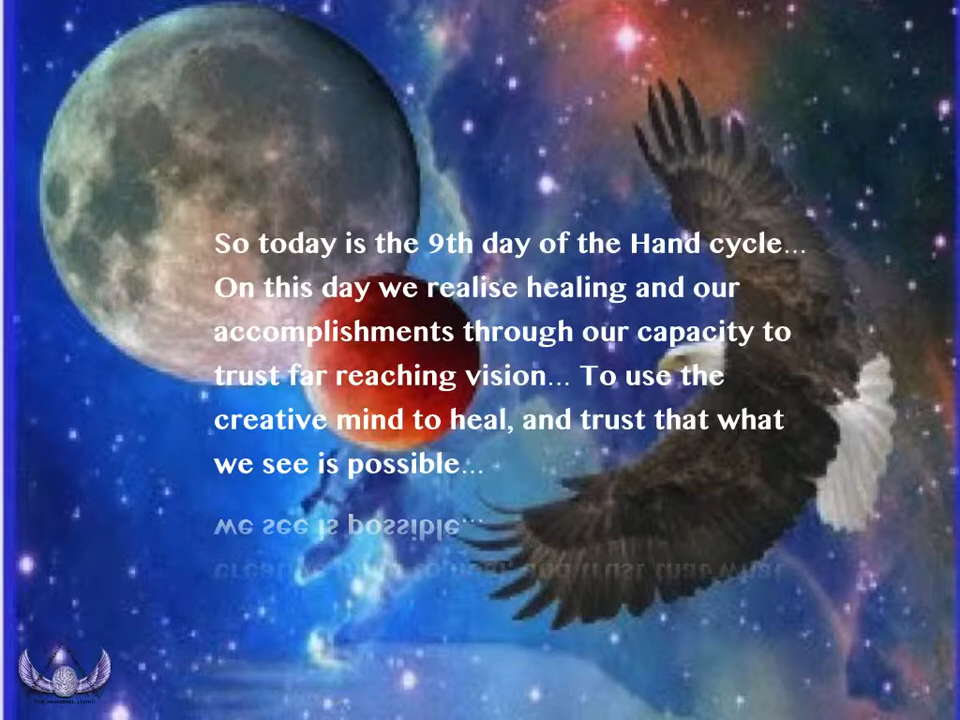 So today is the 9th day of the Hand cycle...
On this day we realise healing and our
accomplishments through our capacity to
trust far reaching vision... To use the
creative mind to heal, and trust that what
we see is possible...